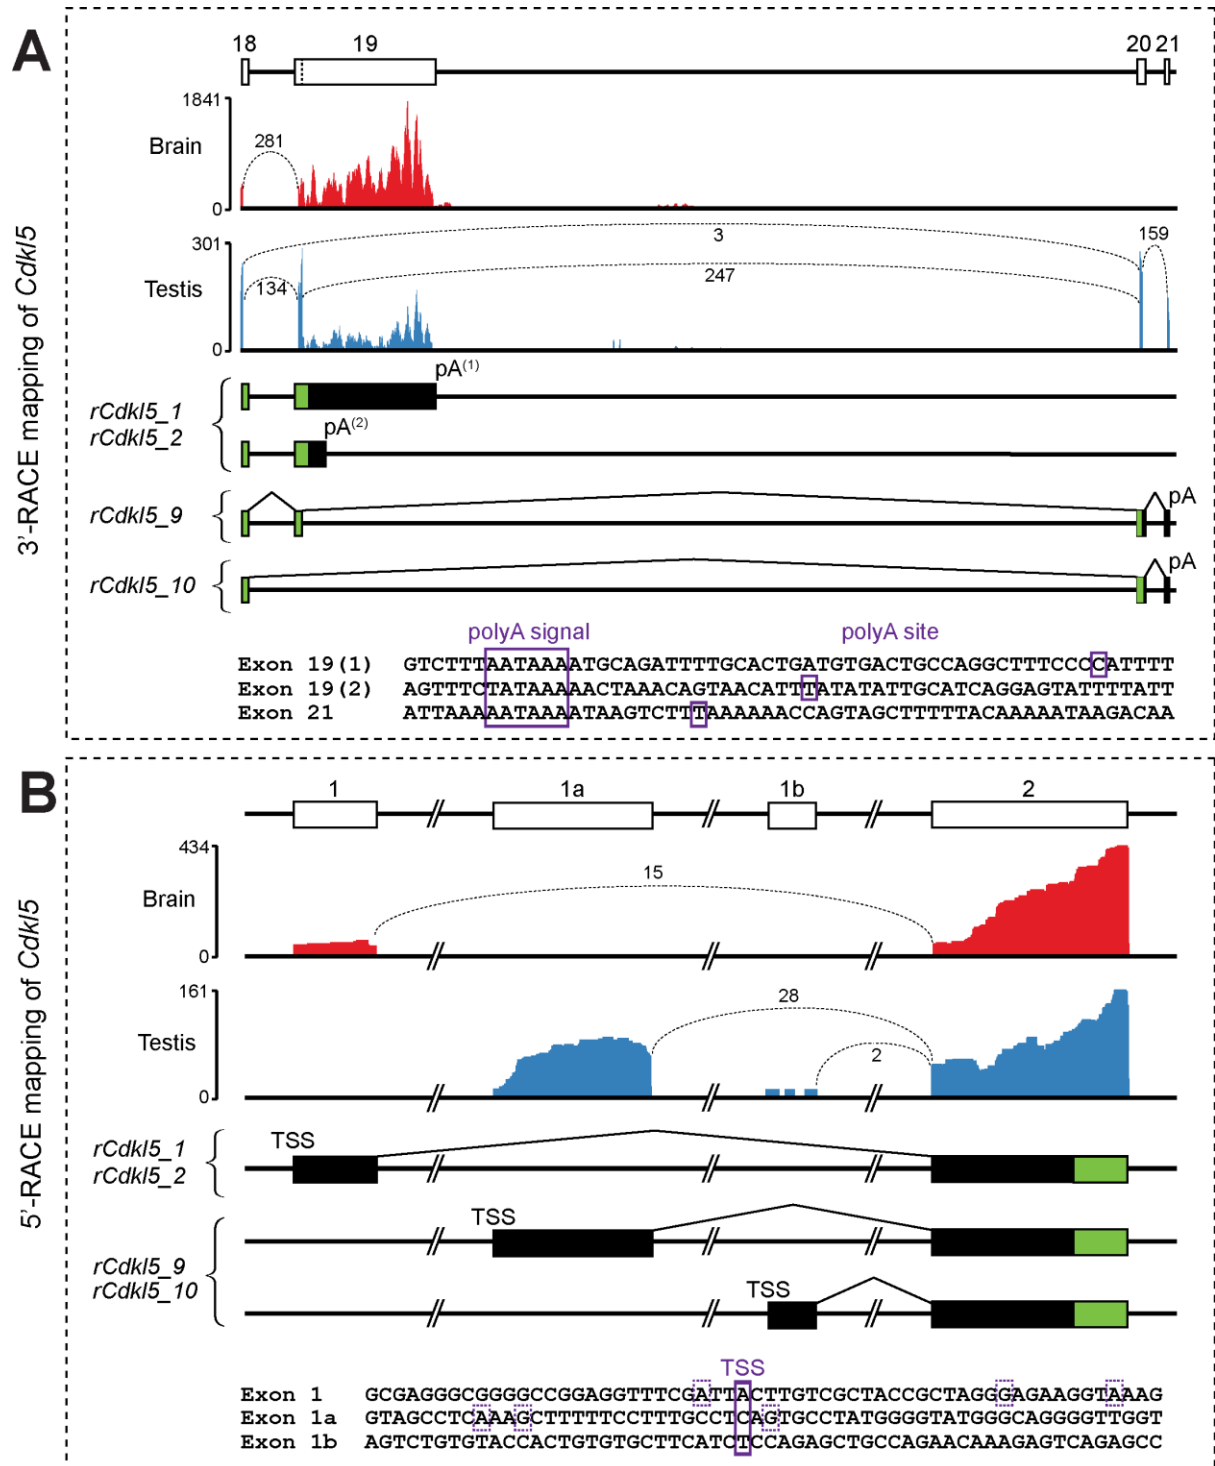 A
3'-RACE mapping of Cdkl5
18 19 20 21
1841
Brain
281
0
301
Testis
3
159
134
247
0
rCdkl5_1
rCdkl5_2
pA(1)
pA(2)
rCdkl5_9
pA
rCdkl5_10
pA
polyA signal polyA site
Exon 19(1) GTCTTTAATAAAATGCAGATTTTGCACTGATGTGACTGCCAGGCTTTCCCCATTTT
Exon 19(2) AGTTTCTATAAAAACTAAACAGTAACATTTATATATTGCATCAGGAGTATTTTATT
Exon 21 ATTAAAAATAAAATAAGTCTTTAAAAAACCAGTAGCTTTTTACAAAAATAAGACAA
B
5'-RACE mapping of Cdkl5
1 1a 1b 2
434
Brain
15
0
161
Testis
28
2
0
rCdkl5_1
rCdkl5_2
TSS
rCdkl5_9
rCdkl5_10
TSS
TSS
TSS
Exon 1 GCGAGGGCGGGGCCGGAGGTTTCGATTACTTGTCGCTACCGCTAGGGAGAAGGTAAAG
Exon 1a GTAGCCTCAAAGCTTTTTCCTTTGCCTCAGTGCCTATGGGGTATGGGCAGGGGTTGGT
Exon 1b AGTCTGTGTACCACTGTGTGCTTCATCTCCAGAGCTGCCAGAACAAAGAGTCAGAGCC